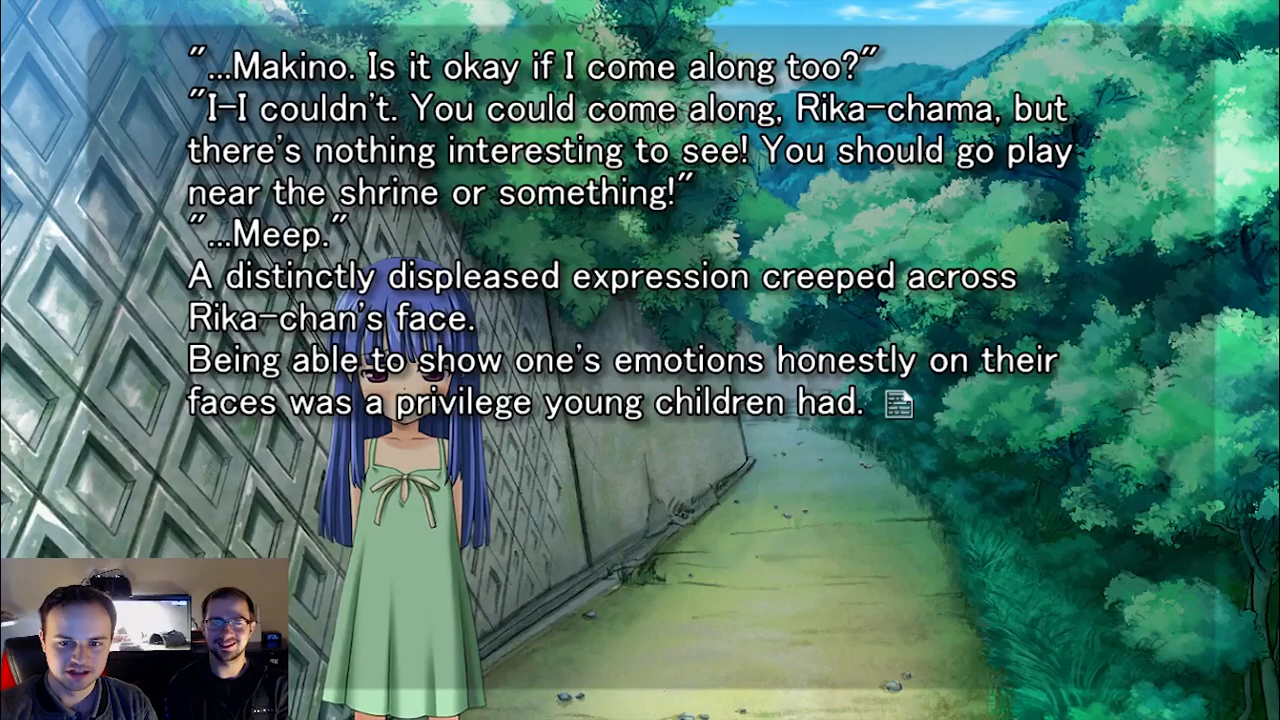 "...Makino. Is it okay if I come along too?"
"I-I couldn't. You could come along, Rika-chama, but
there's nothing interesting to see! You should go play
near the shrine or something!"
"...Meep."
A distinctly displeased expression creeped across
Rika-chan's face.
Being able to show one's emotions honestly on their
faces was a privilege young children had.